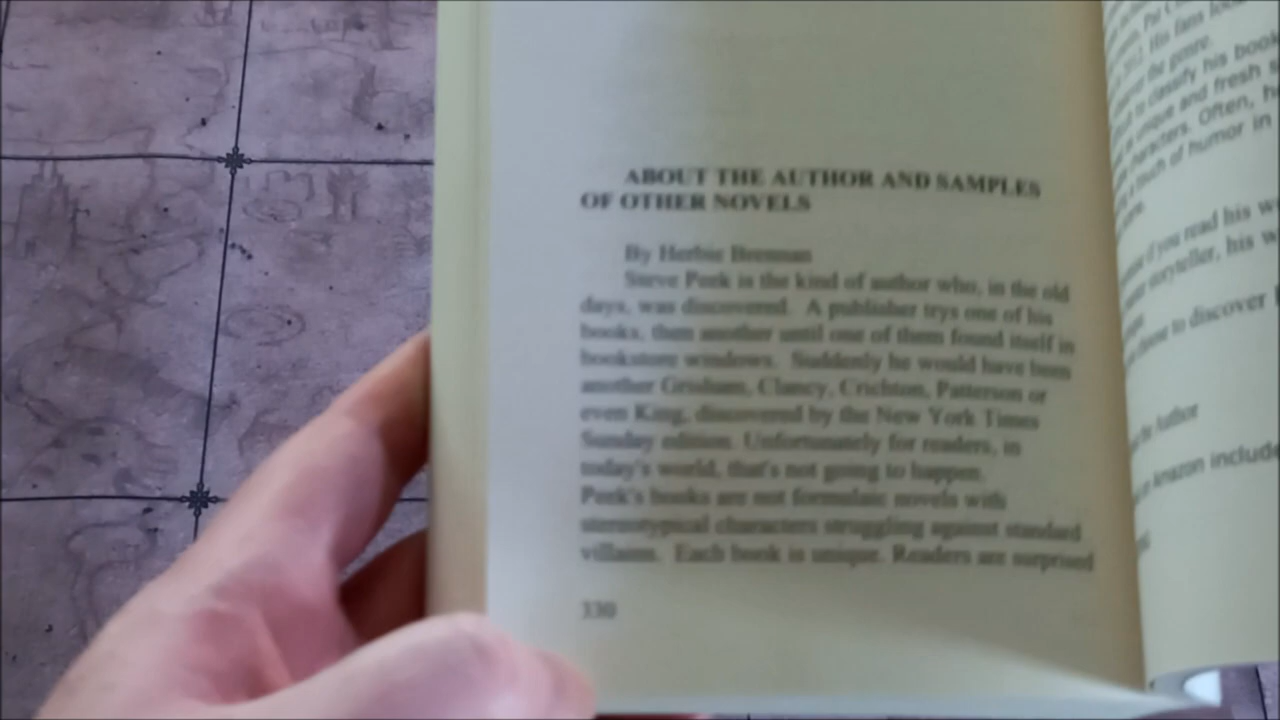 ABOUT THE AUTHOR AND SAMPLES
OF OTHER NOVELS
By Herbie Brennan
Steve Peek is the kind of author who, in the old
days, was discovered. A publisher trys one of his
books, then another until one of them found itself in
bookstore windows. Suddenly he would have been
another Grisham, Clancy, Crichton, Patterson or
even King, discovered by the New York Times
Sunday edition. Unfortunately for readers, in
today's world, that's not going to happen.
Peek's books are not formulaic novels with
stereotypical characters struggling against standard
villains. Each book is unique. Readers are surprised
330
His fans
the genre.
to classify his book
unique and fresh
characters. Often,
touch of humor in
if you read his
storyteller, his
to discover
the Author
Amazon include